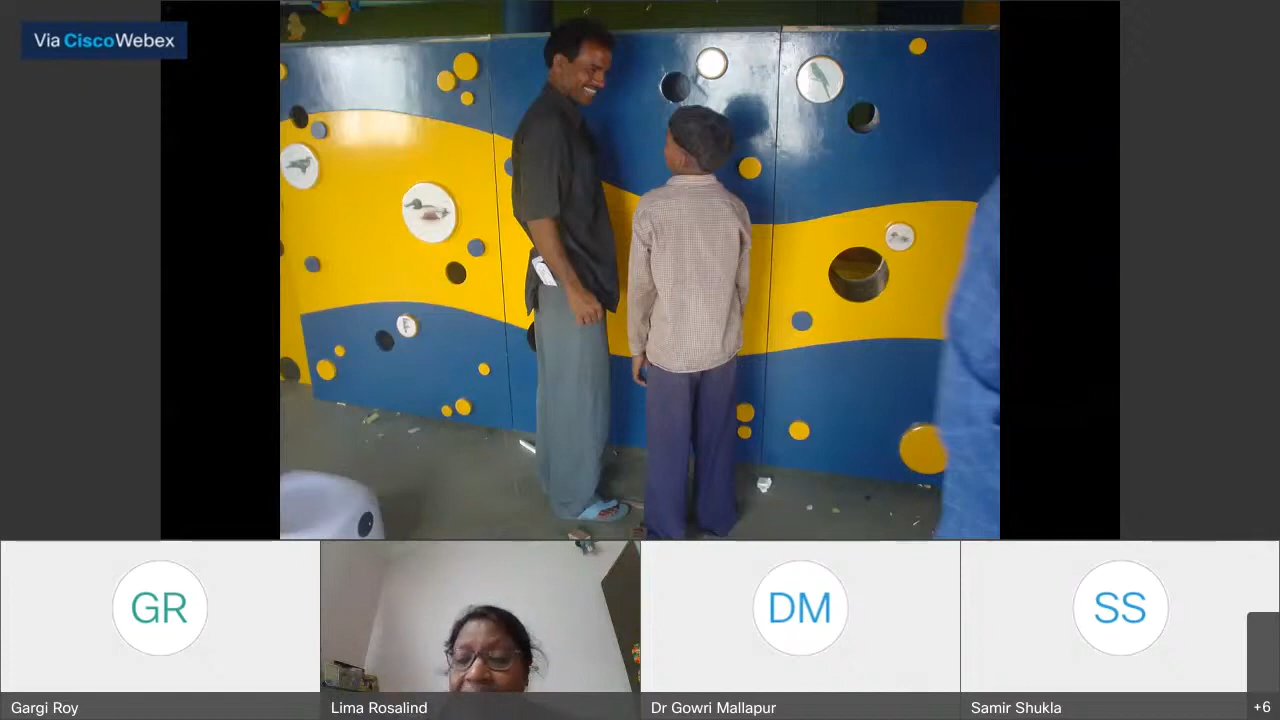 Via CiscoWebex
GR
DM
SS
Gargi Roy
Lima Rosalind
Dr Gowri Mallapur
Samir Shukla
+6